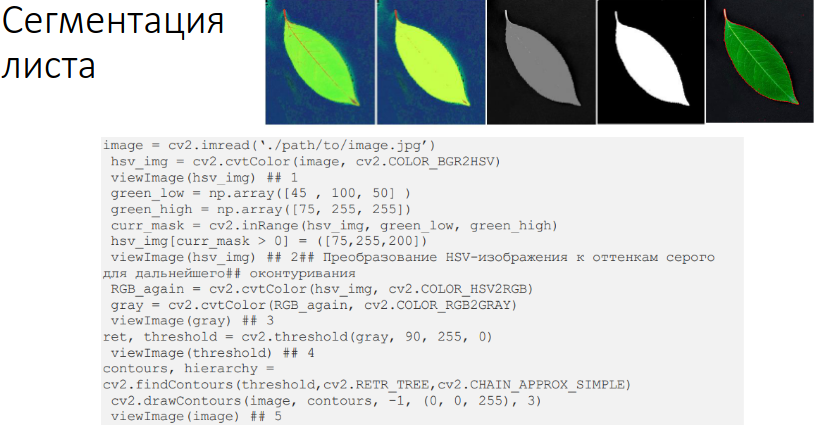 Сегментация
листа
image = cv2.imread(‘./path/to/image.jpg’)
hsv_img = cv2.cvtColor(image, cv2.COLOR_BGR2HSV)
viewImage(hsv_img) ## 1
green_low = np.array([45 , 100, 50] )
green_high = np.array([75, 255, 255])
curr_mask = cv2.inRange(hsv_img, green_low, green_high)
hsv_img[curr_mask > 0] = ([75,255,200])
viewImage(hsv_img) ## 2## Преобразование HSV-изображения к оттенкам серого
для дальнейшего## оконтуривания
RGB_again = cv2.cvtColor(hsv_img, cv2.COLOR_HSV2RGB)
gray = cv2.cvtColor(RGB_again, cv2.COLOR_RGB2GRAY)
viewImage(gray) ## 3
ret, threshold = cv2.threshold(gray, 90, 255, 0)
viewImage(threshold) ## 4
contours, hierarchy =
cv2.findContours(threshold,cv2.RETR_TREE,cv2.CHAIN_APPROX_SIMPLE)
cv2.drawContours(image, contours, -1, (0, 0, 255), 3)
viewImage(image) ## 5